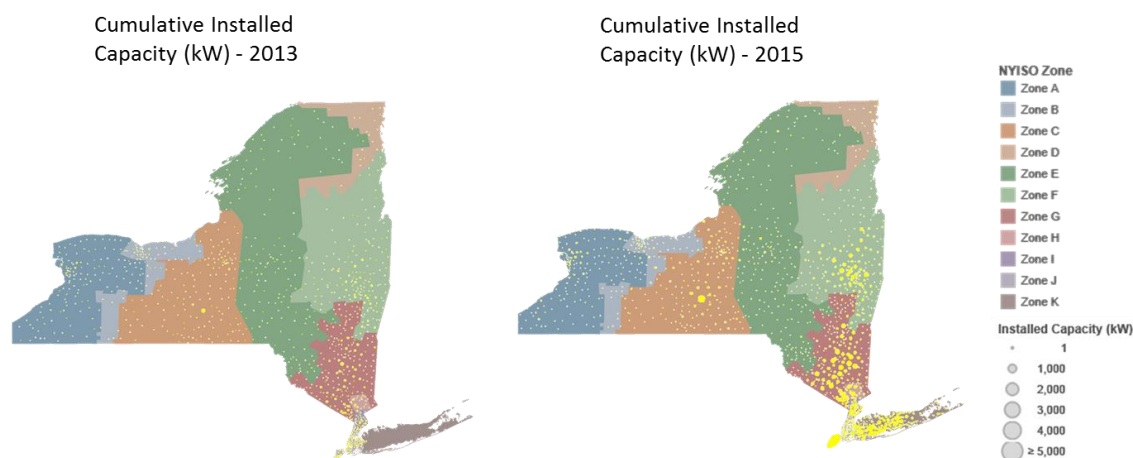 Cumulative Installed
Capacity (kW) - 2013
Cumulative Installed
Capacity (kW) - 2015
NYISO Zone
Zone A
Zone B
Zone C
Zone D
Zone E
Zone F
Zone G
Zone H
Zone I
Zone J
Zone K
Installed Capacity (kW)
1
1,000
2,000
3,000
4,000
≥ 5,000